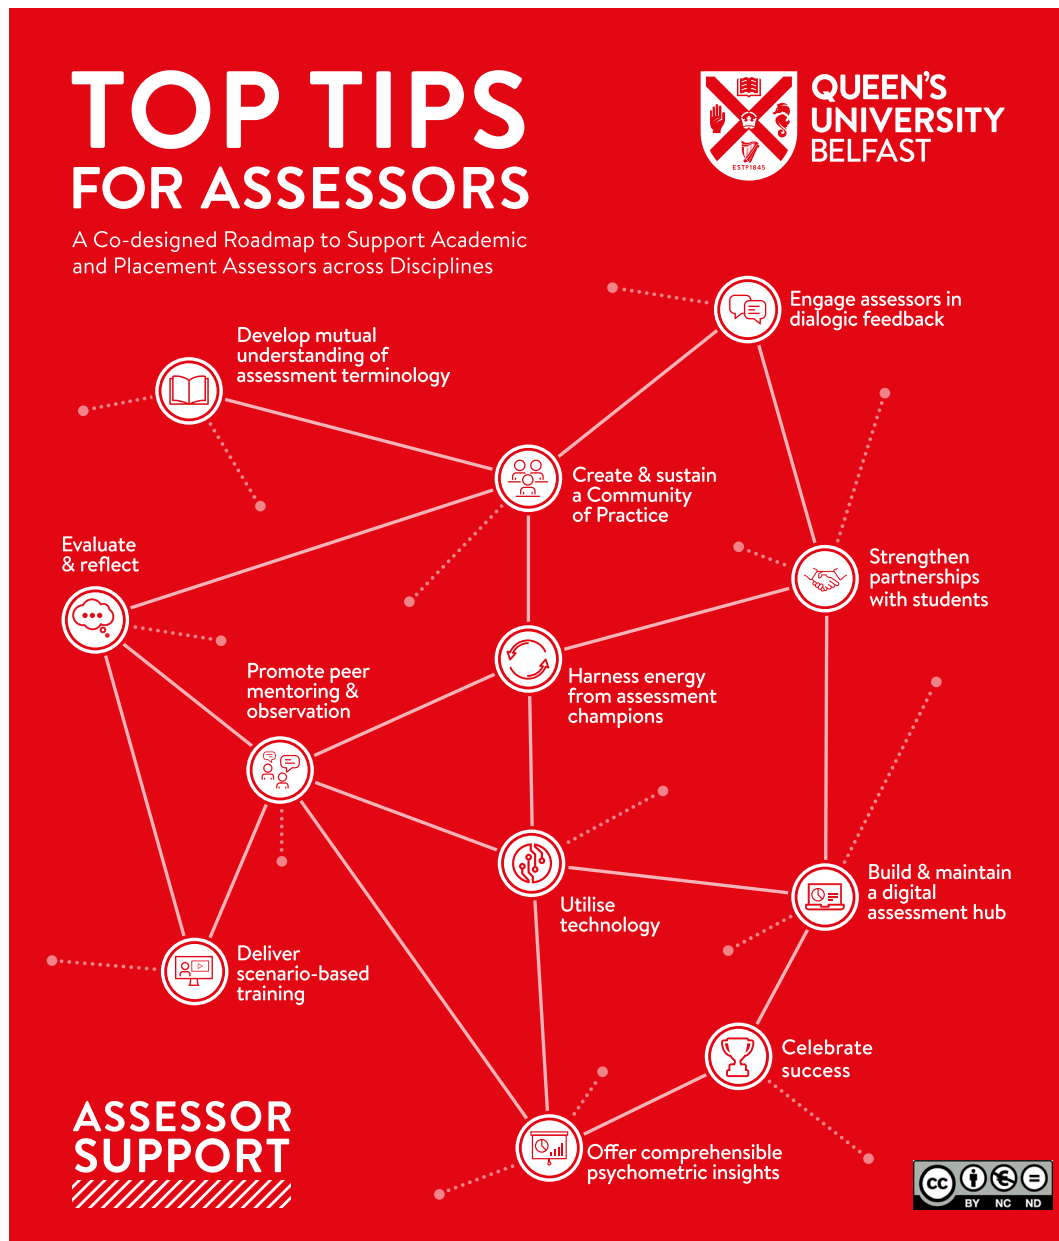 TOP TIPS
FOR ASSESSORS
A Co-designed Roadmap to Support Academic
and Placement Assessors across Disciplines
QUEEN'S
UNIVERSITY
BELFAST
ESTD 1845
Engage assessors in
dialogic feedback
Develop mutual
understanding of
assessment terminology
Create & sustain
a Community
of Practice
Evaluate
& reflect
Strengthen
partnerships
with students
Promote peer
mentoring &
observation
Harness energy
from assessment
champions
Build & maintain
a digital
assessment hub
Utilise
technology
Deliver
scenario-based
training
Celebrate
success
Offer comprehensible
psychometric insights
ASSESSOR
SUPPORT
cc
BY NC ND